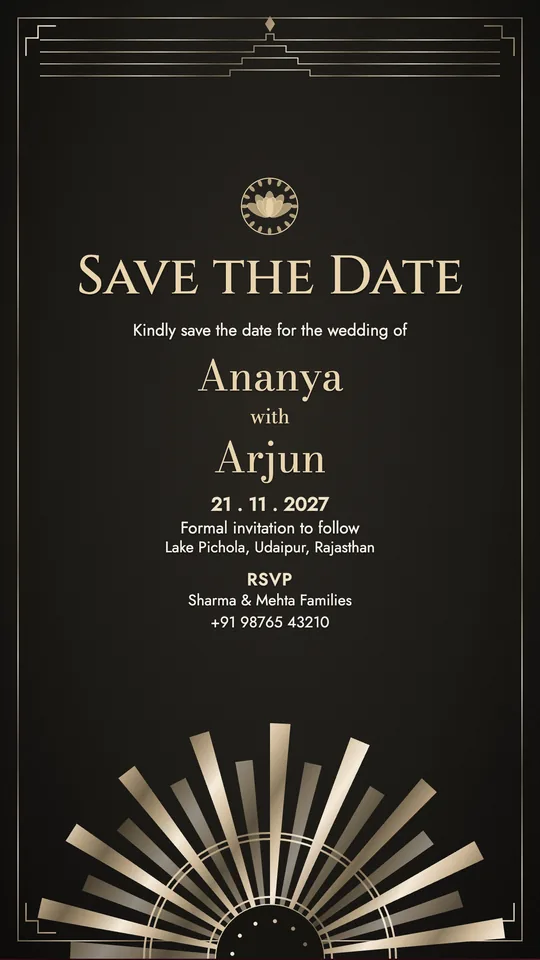 Save the Date
Kindly save the date for the wedding of
Ananya
with
Arjun
21 . 11 . 2027
Formal invitation to follow
Lake Pichola, Udaipur, Rajasthan
RSVP
Sharma & Mehta Families
+91 98765 43210